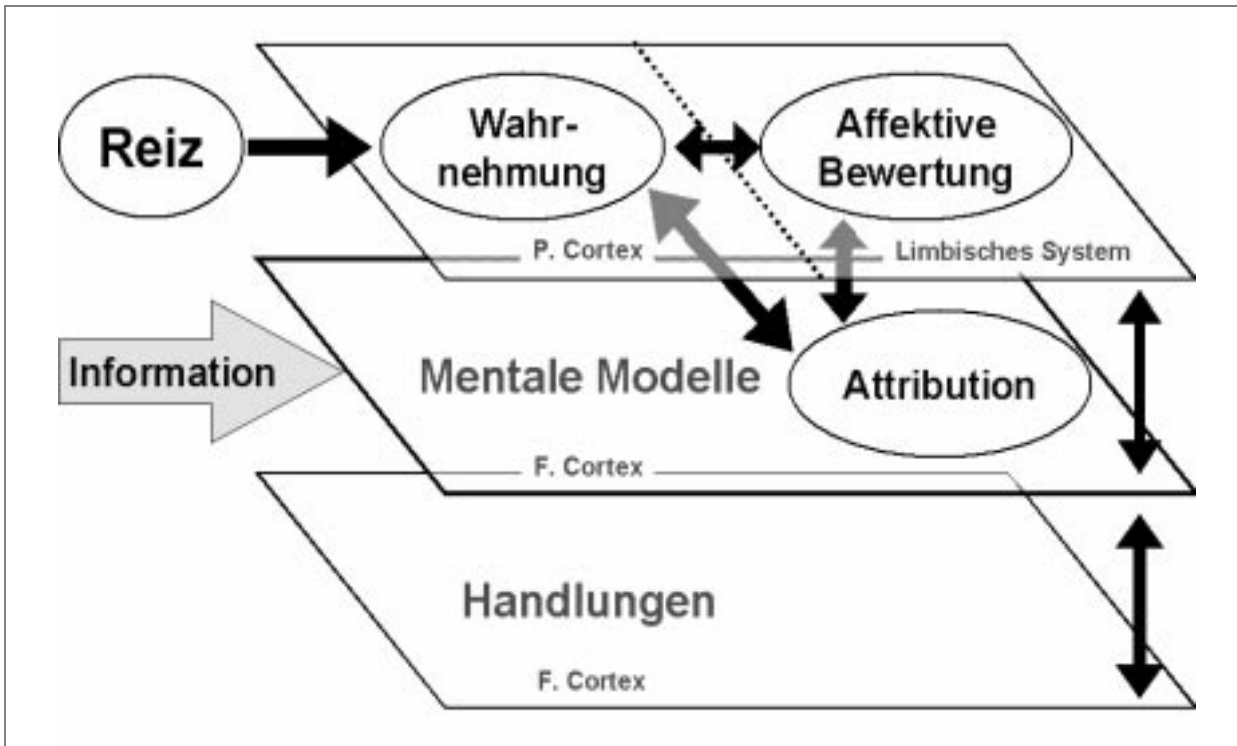 Reiz
Wahr-
nehmung
Affektive
Bewertung
P. Cortex
Limbisches System
Information
Mentale Modelle
Attribution
F. Cortex
Handlungen
F. Cortex